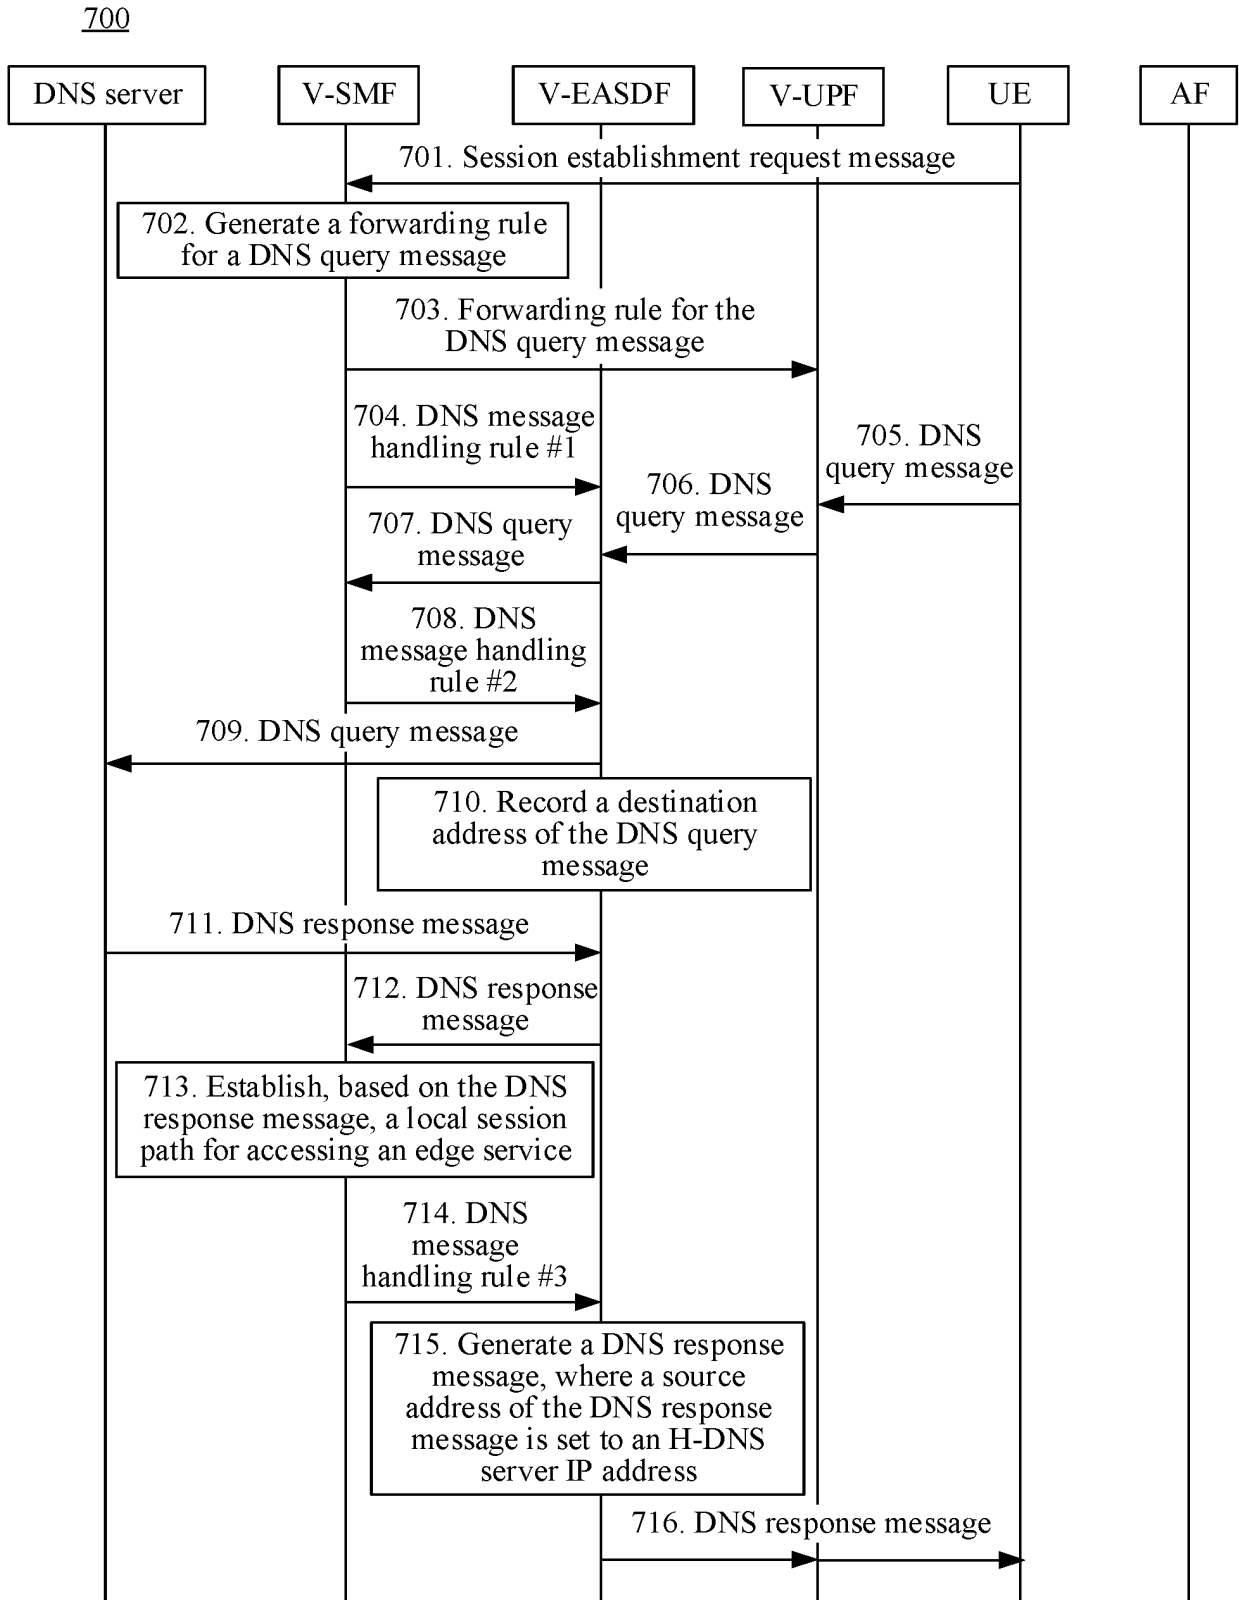 700
DNS server
V-SMF
V-EASDF
V-UPF
UE
AF
701. Session establishment request message
702. Generate a forwarding rule
for a DNS query message
703. Forwarding rule for the
DNS query message
704. DNS message
handling rule #1
705. DNS
query message
706. DNS
query message
707. DNS query
message
708. DNS
message handling
rule #2
709. DNS query message
710. Record a destination
address of the DNS query
message
711. DNS response message
712. DNS response
message
713. Establish, based on the DNS
response message, a local session
path for accessing an edge service
714. DNS
message
handling rule #3
715. Generate a DNS response
message, where a source
address of the DNS response
message is set to an H-DNS
server IP address
716. DNS response message